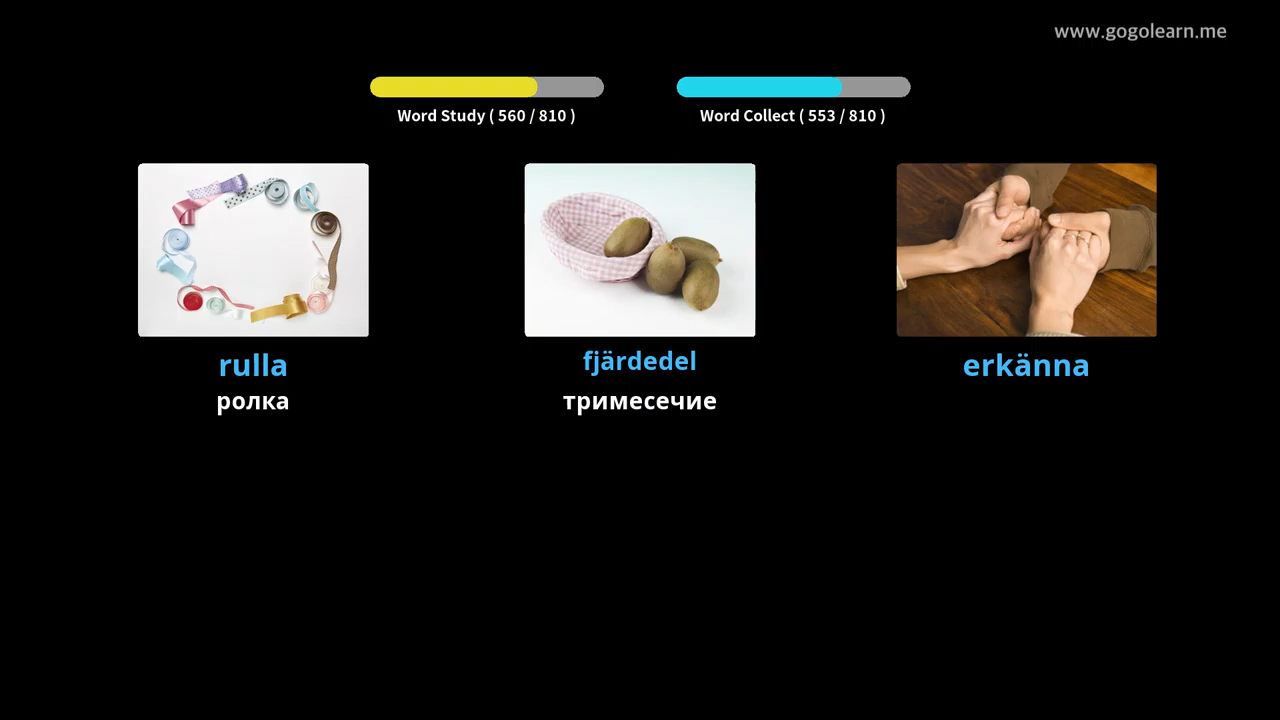 www.gogolearn.me
Word Study ( 560 / 810 )
Word Collect ( 553 / 810 )
rulla
ролка
fjärdedel
тримесечие
erkänna